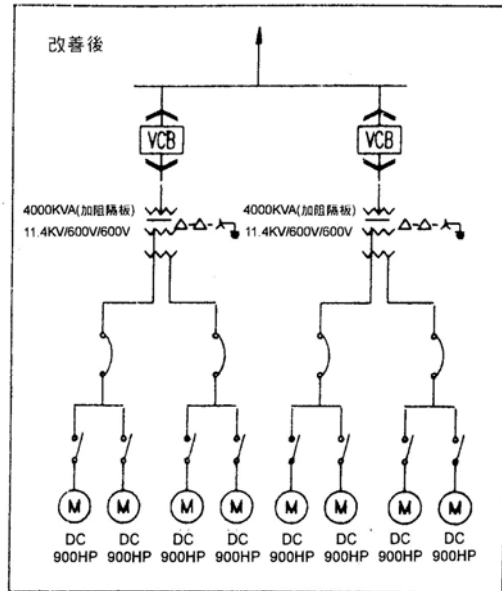 改善後
VCB VCB
4000KVA(加阻隔板) 4000KVA(加阻隔板)
11.4KV/600V/600V 11.4KV/600V/600V
M M M M M M M M
DC DC DC DC DC DC DC DC
900HP 900HP 900HP 900HP 900HP 900HP 900HP 900HP